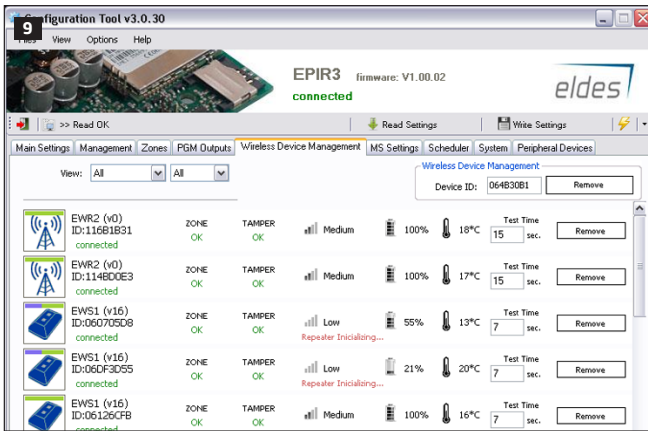 9
Configuration Tool v3.0.30
Files View Options Help
EPIR3 firmware: V1.00.02
connected
eldes
>> Read OK Read Settings Write Settings
Main Settings Management Zones PGM Outputs Wireless Device Management MS Settings Scheduler System Peripheral Devices
View: All All
Wireless Device Management
Device ID: 064B30B1 Remove
EWR2 (v0)
ID:116B1B31
connected
ZONE
OK
TAMPER
OK
Medium
100%
18°C
Test Time
15 sec.
Remove
EWR2 (v0)
ID:114BD0E3
connected
ZONE
OK
TAMPER
OK
Medium
100%
17°C
Test Time
15 sec.
Remove
EWS1 (v16)
ID:060705D8
connected
ZONE
OK
TAMPER
OK
Low
Repeater Inicializing...
55%
13°C
Test Time
7 sec.
Remove
EWS1 (v16)
ID:06DF3D55
connected
ZONE
OK
TAMPER
OK
Low
Repeater Inicializing...
21%
20°C
Test Time
7 sec.
Remove
EWS1 (v16)
ID:06126CFB
connected
ZONE
OK
TAMPER
OK
Medium
100%
16°C
Test Time
7 sec.
Remove